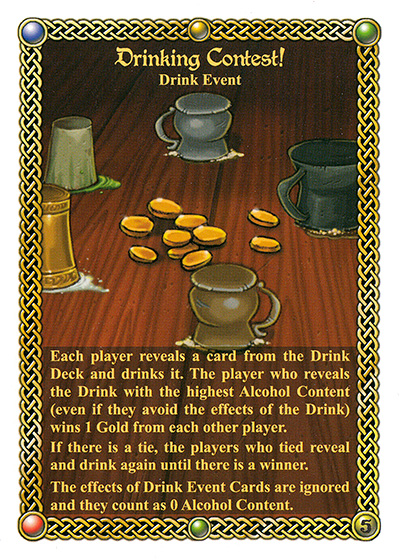 Drinking Contest!
Drink Event
Each player reveals a card from the Drink
Deck and drinks it. The player who reveals
the Drink with the highest Alcohol Content
(even if they avoid the effects of the Drink)
wins 1 Gold from each other player.
If there is a tie, the players who tied reveal
and drink again until there is a winner.
The effects of Drink Event Cards are ignored
and they count as 0 Alcohol Content.
5